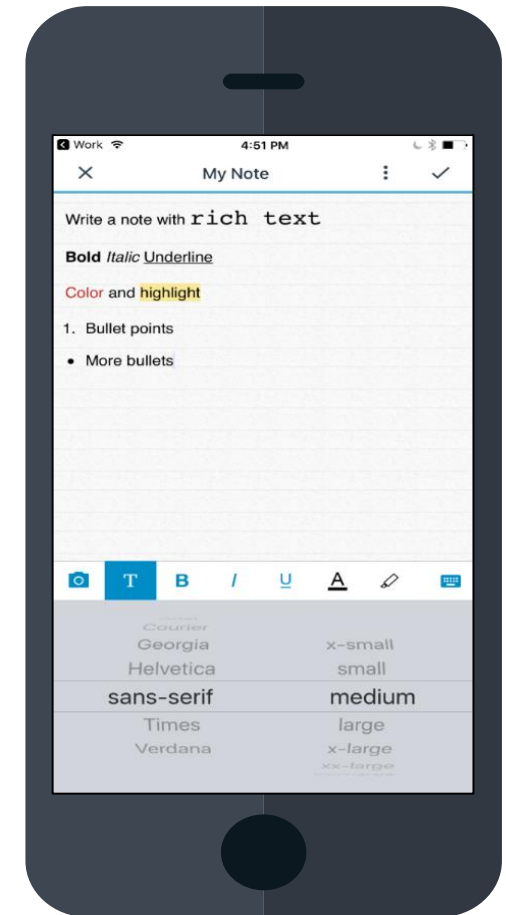 Work 4:51 PM
My Note
Write a note with rich text
Bold Italic Underline
Color and highlight
1. Bullet points
• More bullets
T B I U A
Courier
Georgia x-small
Helvetica small
sans-serif medium
Times large
Verdana x-large
xx-large